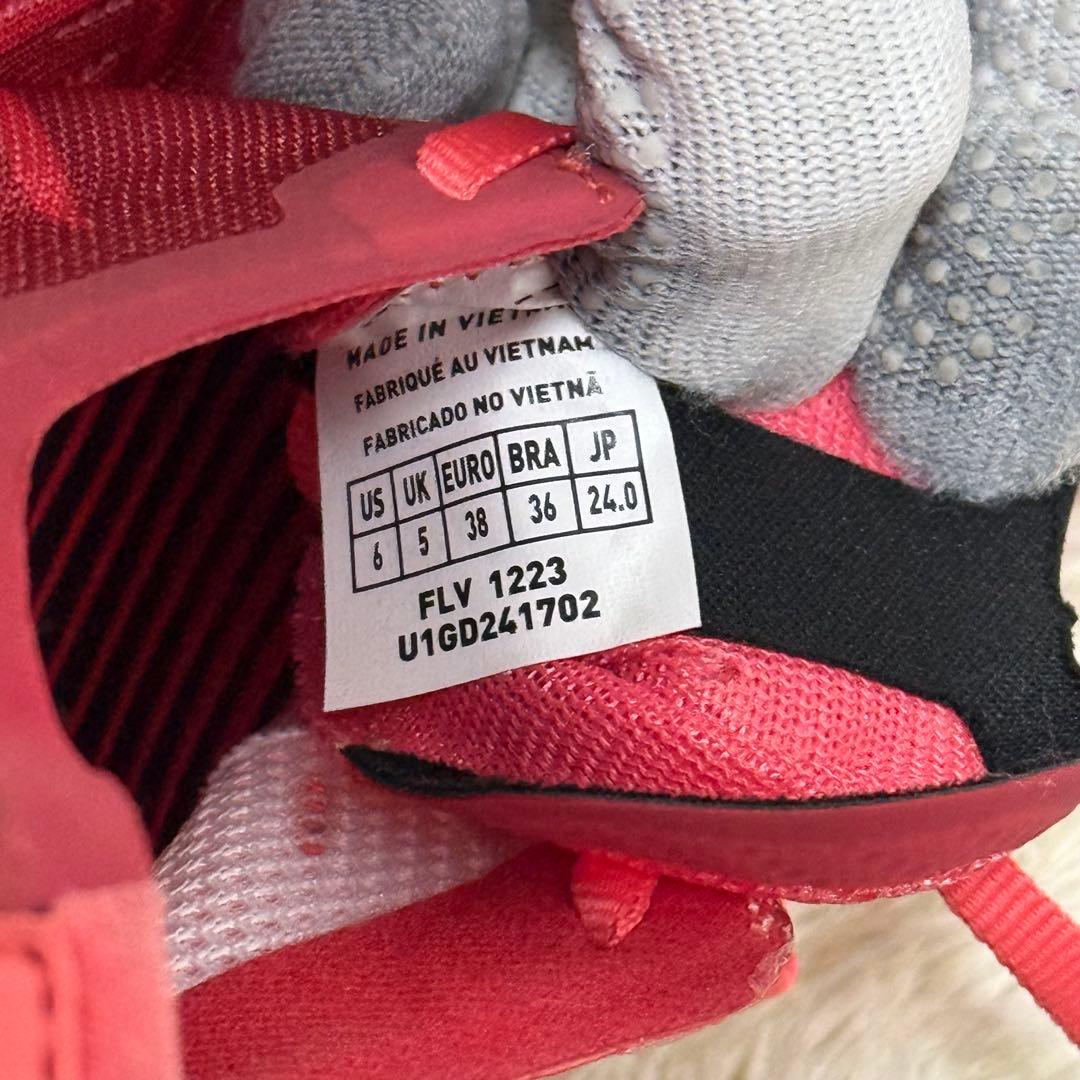 MADE IN
FABRIQUÉ AU VIETNAM
FABRICADO NO VIETNÃ
US UK EURO BRA JP
6 5 38 36 24.0
FLV 1223
U1GD241702